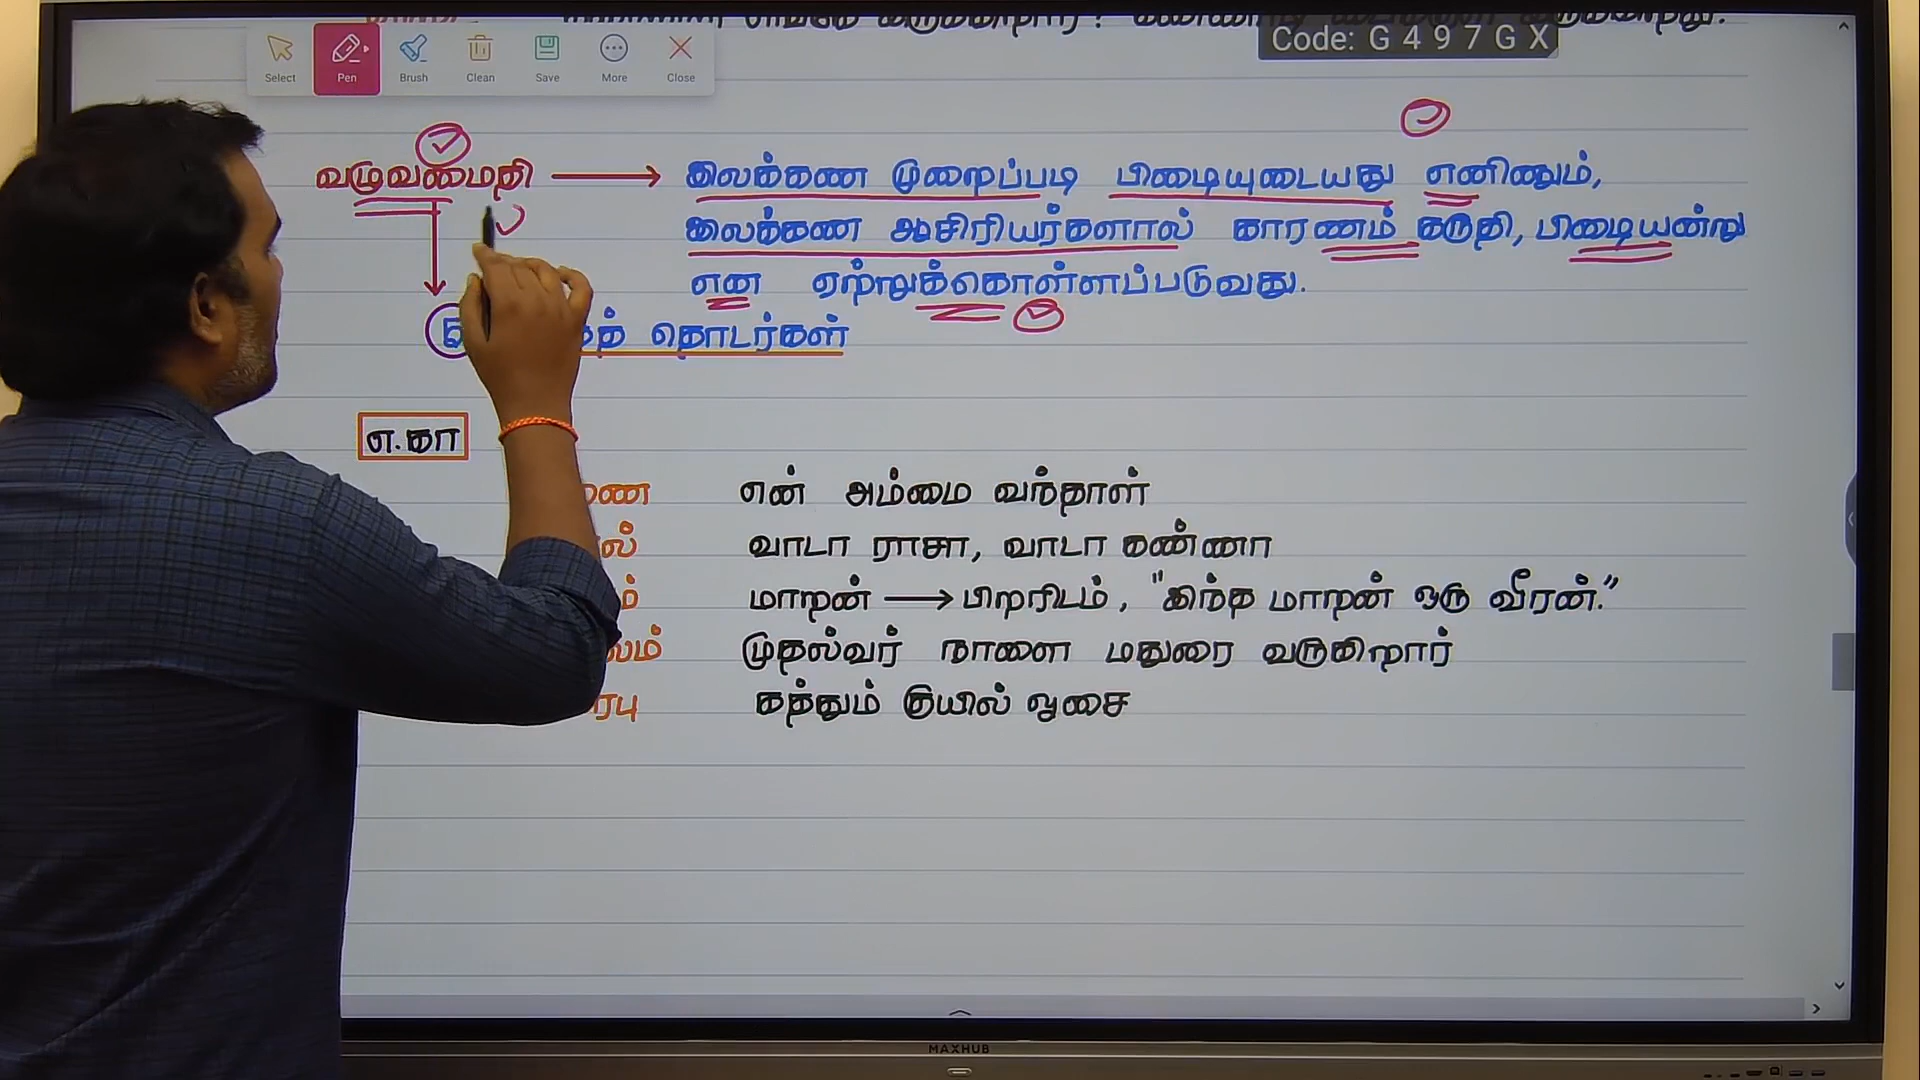 Code: G 4 9 7 G X
Select Pen Brush Clean Save More Close
வழுவமைதி → இலக்கண முறைப்படி பிழையுடையது எனினும்,
இலக்கண ஆசிரியர்களால் காரணம் கருதி, பிழையன்று
என ஏற்றுக்கொள்ளப்படுவது.
தொடர்கள்
எ.கா
என் அம்மை வந்தாள்
வாடா ராசா, வாடா கண்ணா
மாறன் → பிறரிடம், "இந்த மாறன் ஒரு வீரன்."
முதல்வர் நாளை மதுரை வருகிறார்
கத்தும் குயில் ஓசை
MAXHUB